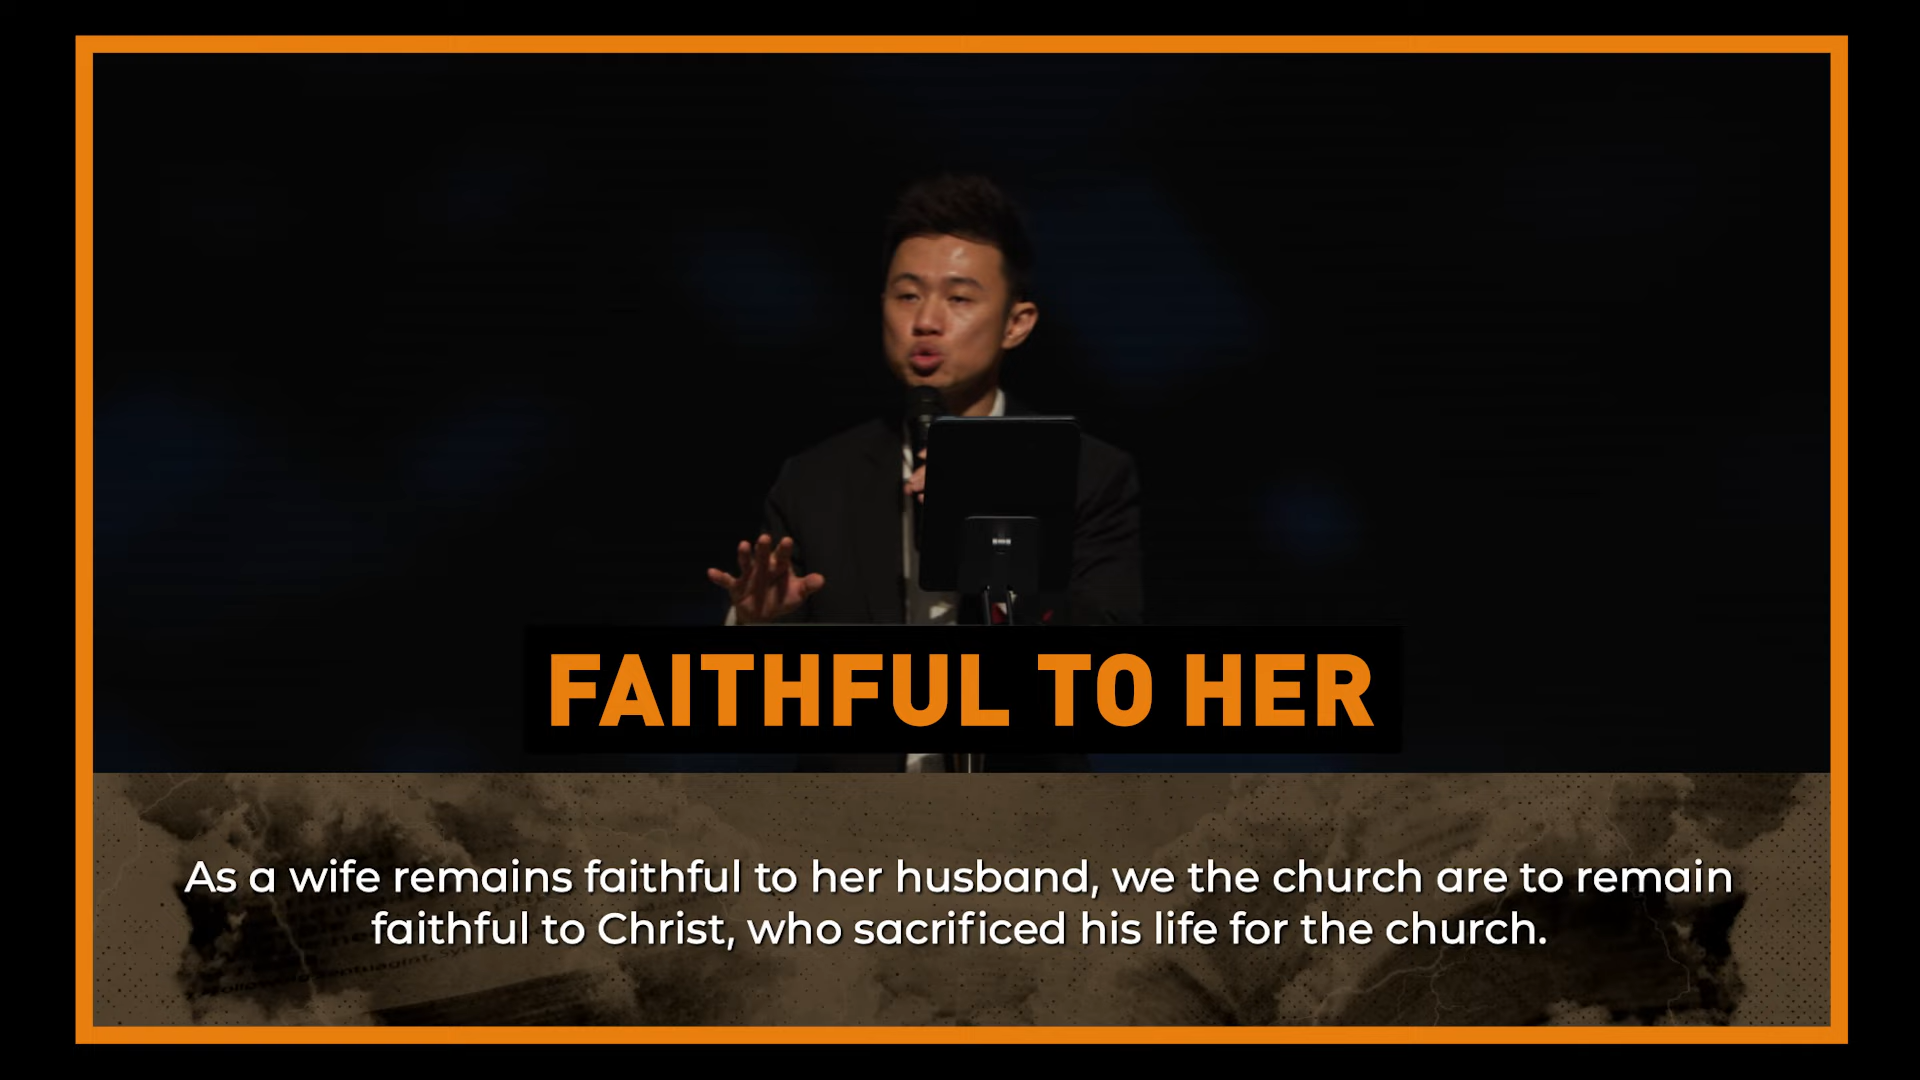 FAITHFUL TO HER
As a wife remains faithful to her husband, we the church are to remain
faithful to Christ, who sacrificed his life for the church.